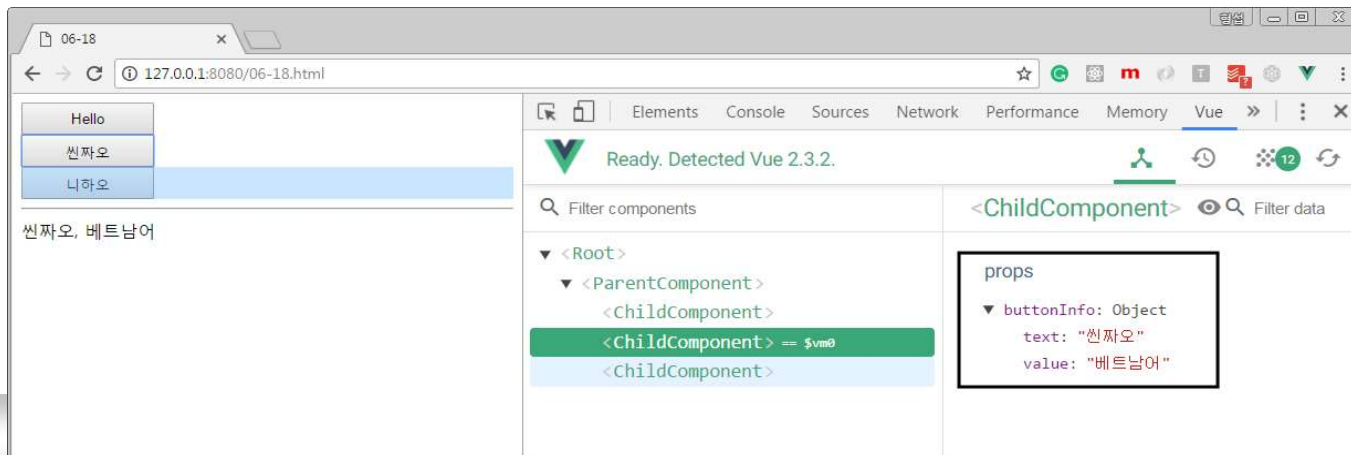 형섭
06-18
127.0.0.1:8080/06-18.html
Hello
씬짜오
니하오
씬짜오, 베트남어
Elements Console Sources Network Performance Memory Vue »
Ready. Detected Vue 2.3.2.
12
Filter components
<ChildComponent>
Filter data
▼ <Root>
▼ <ParentComponent>
<ChildComponent>
<ChildComponent> == $vm0
<ChildComponent>
props
▼ buttonInfo: Object
text: "씬짜오"
value: "베트남어"